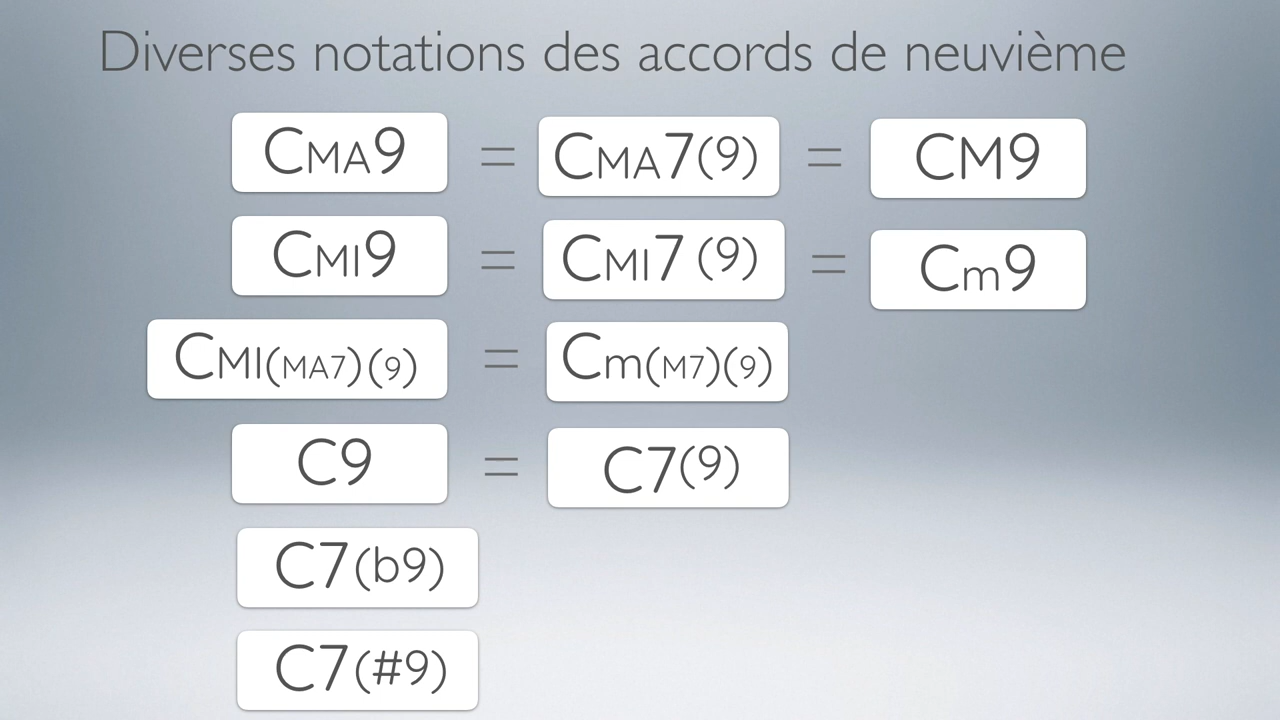 Diverses notations des accords de neuvième
CMA9 = CMA7(9) = CM9
CMI9 = CMI7 (9) = Cm9
CMI(MA7)(9) = Cm(M7)(9)
C9 = C7(9)
C7(b9)
C7(#9)